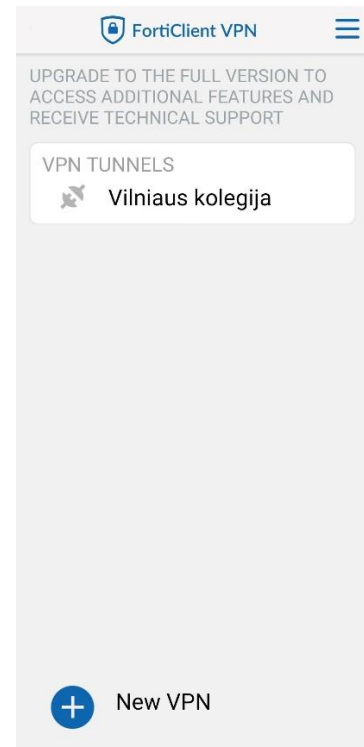 FortiClient VPN
UPGRADE TO THE FULL VERSION TO
ACCESS ADDITIONAL FEATURES AND
RECEIVE TECHNICAL SUPPORT
VPN TUNNELS
Vilniaus kolegija
New VPN